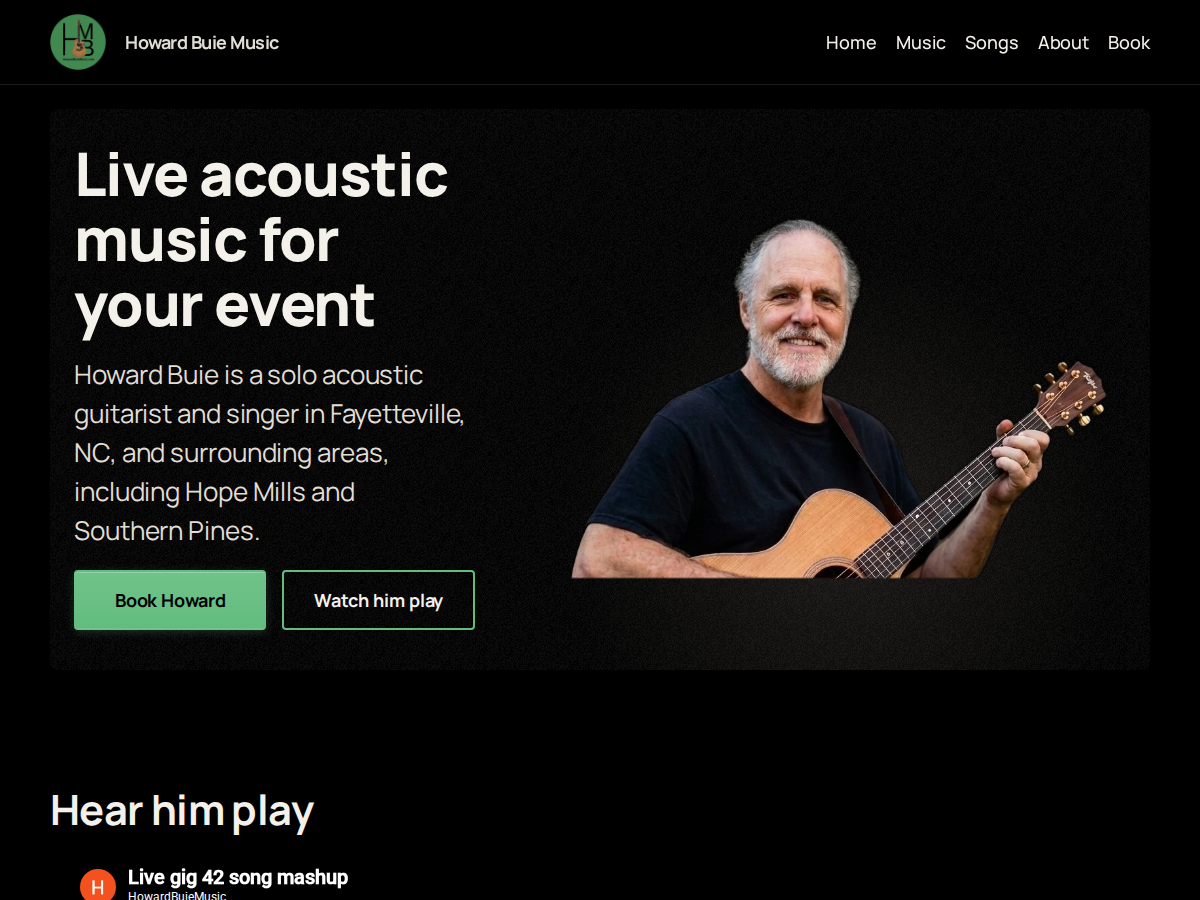 HMB
Howard Buie Music
Home
Music
Songs
About
Book
Live acoustic
music for
your event
Howard Buie is a solo acoustic
guitarist and singer in Fayetteville,
NC, and surrounding areas,
including Hope Mills and
Southern Pines.
Book Howard
Watch him play
Hear him play
H
Live gig 42 song mashup
HowardBuieMusic